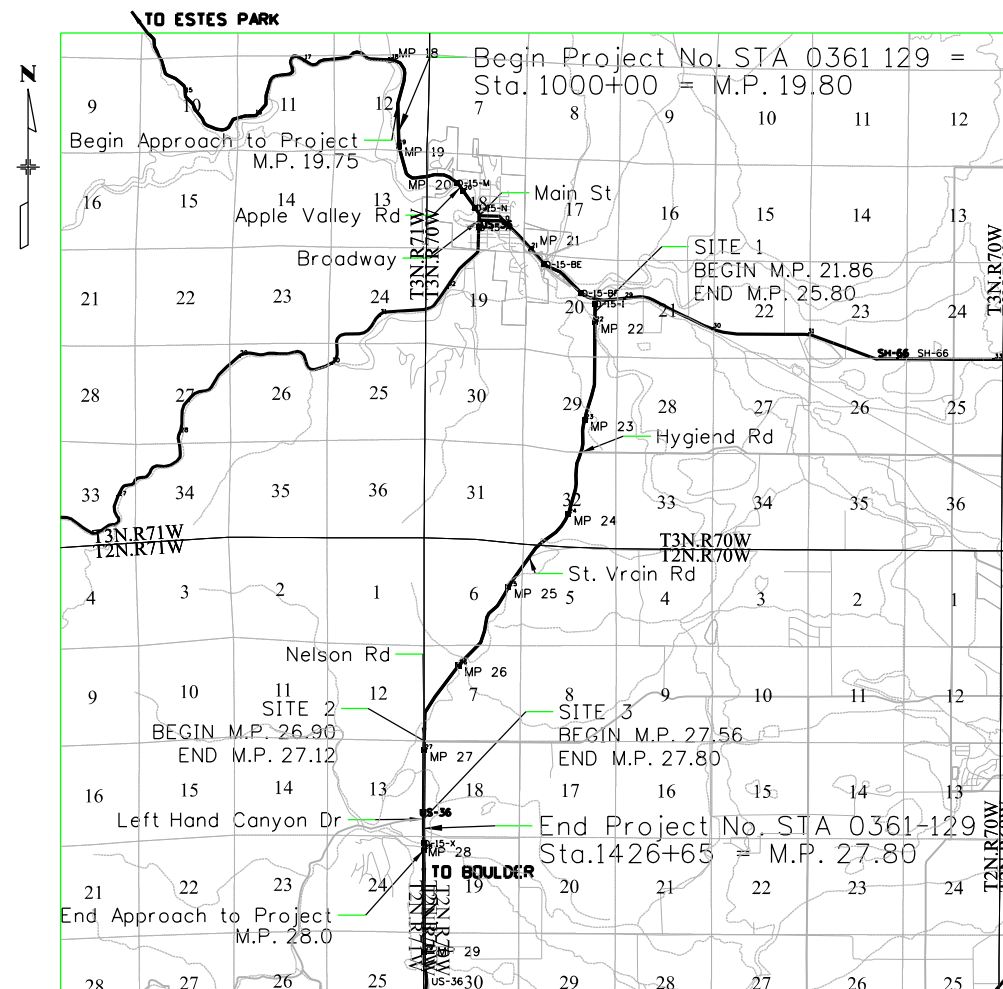 TO ESTES PARK
MP 18
Begin Project No. STA 0361 129 =
Sta. 1000+00 = M.P. 19.80
N
9
10
11
12
7
8
9
10
11
12
Begin Approach to Project
M.P. 19.75
MP 19
MP 20
Main St
16
15
14
13
18
17
16
15
14
13
Apple Valley Rd
T3N.R71W
T3N.R70W
Broadway
MP 21
SITE 1
BEGIN M.P. 21.86
END M.P. 25.80
T3N.R70W
21
22
23
24
19
20
21
22
23
24
MP 22
SH-66
SH-66
28
27
26
25
30
29
28
27
26
25
MP 23
Hygiend Rd
33
34
35
36
31
32
33
34
35
36
MP 24
T3N.R71W
T2N.R71W
T3N.R70W
T2N.R70W
St. Vrain Rd
4
3
2
1
6
MP 25
5
4
3
2
1
Nelson Rd
MP 26
9
10
11
12
7
8
9
10
11
12
SITE 2
BEGIN M.P. 26.90
END M.P. 27.12
SITE 3
BEGIN M.P. 27.56
END M.P. 27.80
MP 27
16
15
14
13
18
17
16
15
14
13
US-36
Left Hand Canyon Dr
End Project No. STA 0361-129
Sta.1426+65 = M.P. 27.80
T2N.R70W
MP 28
TO BOULDER
21
22
23
24
19
20
21
22
23
24
End Approach to Project
M.P. 28.0
T2N.R71W
T2N.R70W
29
28
27
26
25
US-36
30
29
28
27
26
25